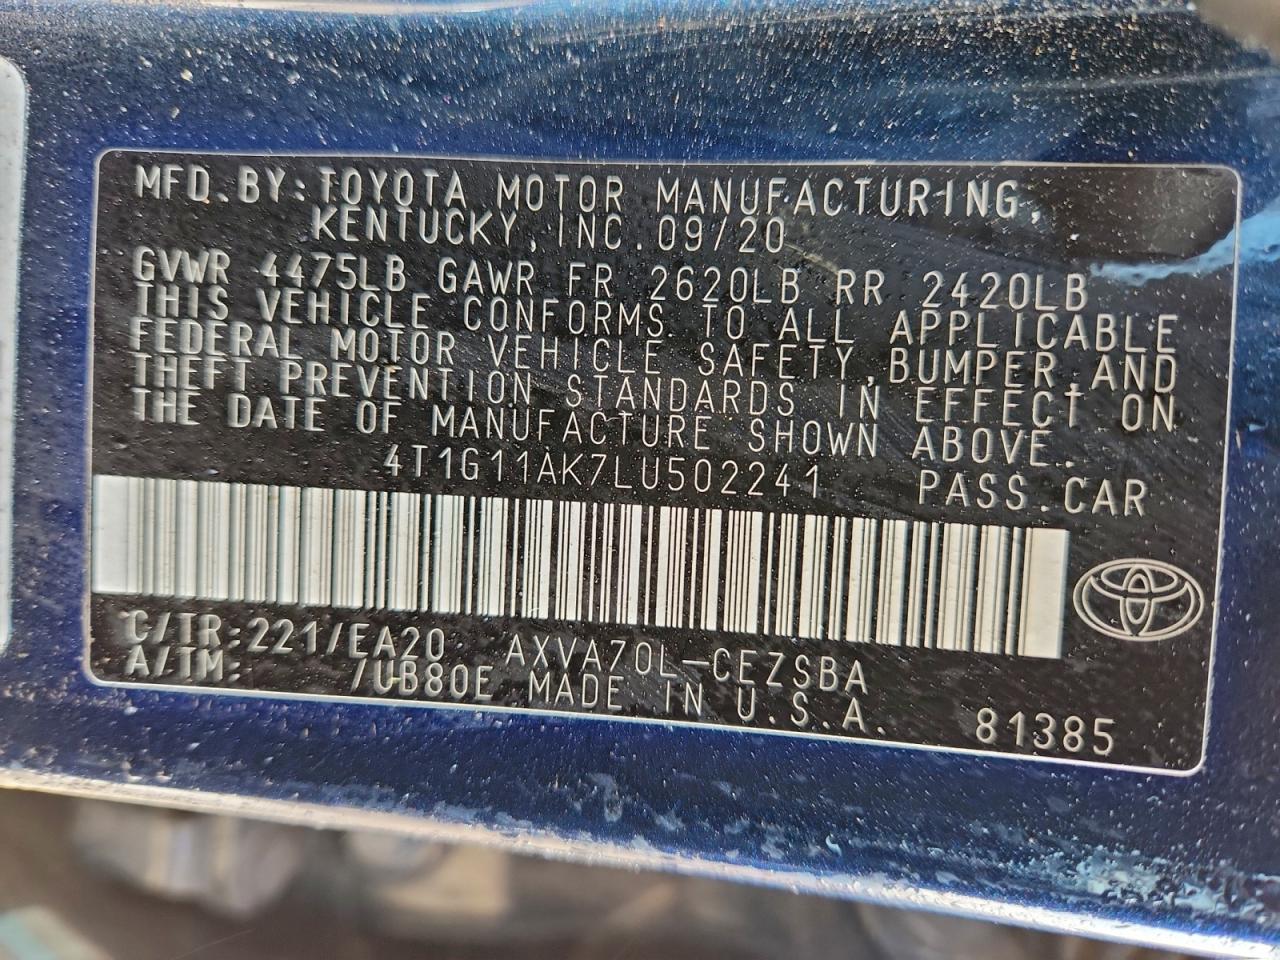 MFD.BY:TOYOTA MOTOR MANUFACTURING,
KENTUCKY,INC.09/20
GVWR 4475LB GAWR FR 2620LB RR 2420LB
THIS VEHICLE CONFORMS TO ALL APPLICABLE
FEDERAL MOTOR VEHICLE SAFETY,BUMPER,AND
THEFT PREVENTION STANDARDS IN EFFECT ON
THE DATE OF MANUFACTURE SHOWN ABOVE.
4T1G11AK7LU502241 PASS.CAR
C/TR:221/EA20 AXVA70L-CEZSBA
A/TM: /UB80E MADE IN U.S.A. 81385